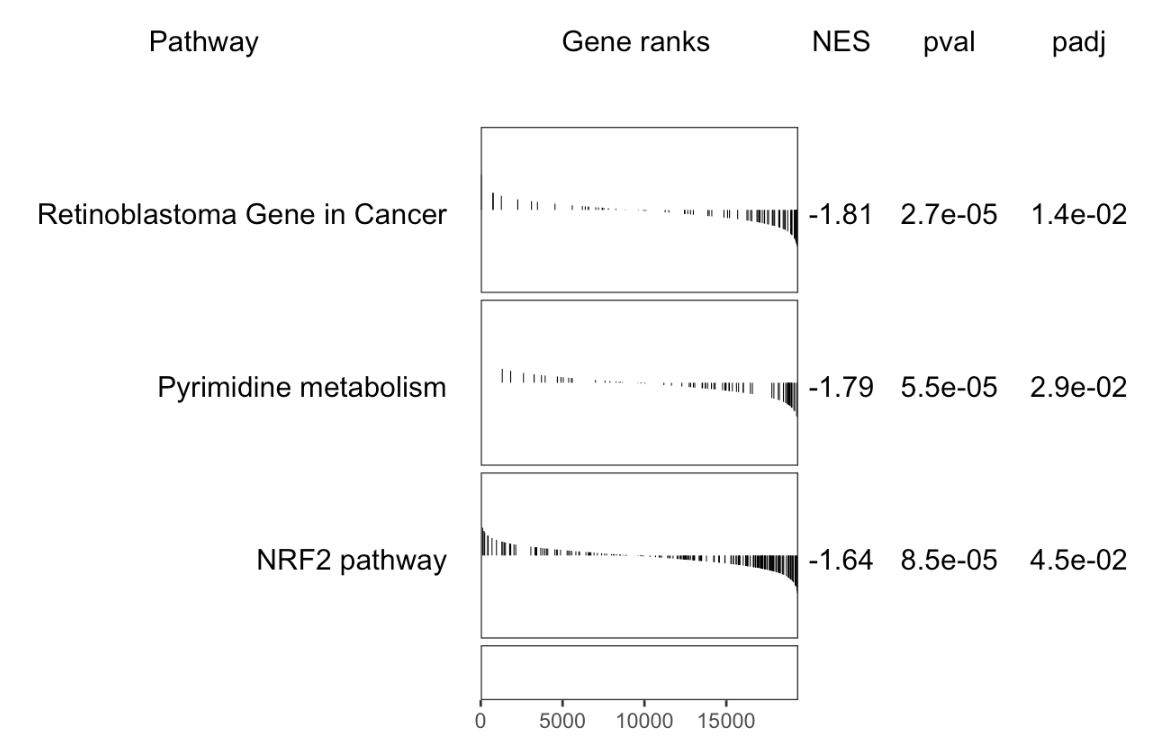 Pathway Gene ranks NES pval padj
Retinoblastoma Gene in Cancer -1.81 2.7e-05 1.4e-02
Pyrimidine metabolism -1.79 5.5e-05 2.9e-02
NRF2 pathway -1.64 8.5e-05 4.5e-02
0 5000 10000 15000